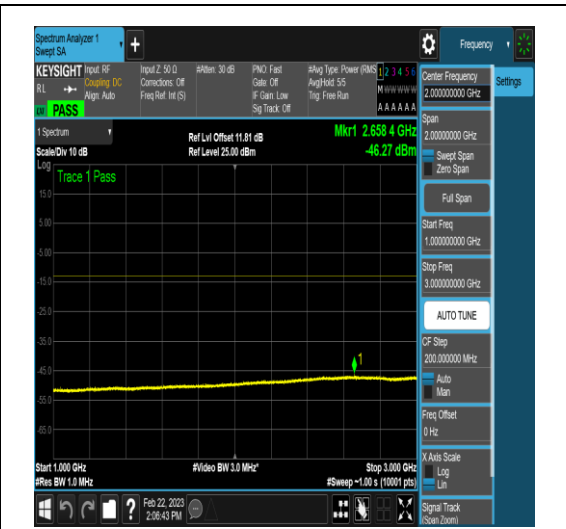 Spectrum Analyzer 1
Swept SA
+
Frequency
KEYSIGHT
RL
Input: RF
Coupling: DC
Align: Auto
Input Z: 50 Ω
Corrections: Off
Freq Ref: Int (S)
#Atten: 30 dB
PNO: Fast
Gate: Off
IF Gain: Low
Sig Track: Off
#Avg Type: Power (RMS
Avg|Hold: 5/5
Trig: Free Run
1 2 3 4 5 6
M W W W W W
A A A A A A
PASS
1 Spectrum
Scale/Div 10 dB
Ref Lvl Offset 11.81 dB
Ref Level 25.00 dBm
Mkr1 2.658 4 GHz
-46.27 dBm
Log
Trace 1 Pass
15.0
5.00
-5.00
-15.0
-25.0
-35.0
-45.0
-55.0
-65.0
1
Start 1.000 GHz
#Res BW 1.0 MHz
#Video BW 3.0 MHz*
Stop 3.000 GHz
#Sweep ~1.00 s (10001 pts)
Center Frequency
2.000000000 GHz
Settings
Span
2.00000000 GHz
Swept Span
Zero Span
Full Span
Start Freq
1.000000000 GHz
Stop Freq
3.000000000 GHz
AUTO TUNE
CF Step
200.000000 MHz
Auto
Man
Freq Offset
0 Hz
X Axis Scale
Log
Lin
Signal Track
(Span Zoom)
?
Feb 22, 2023
2:06:43 PM